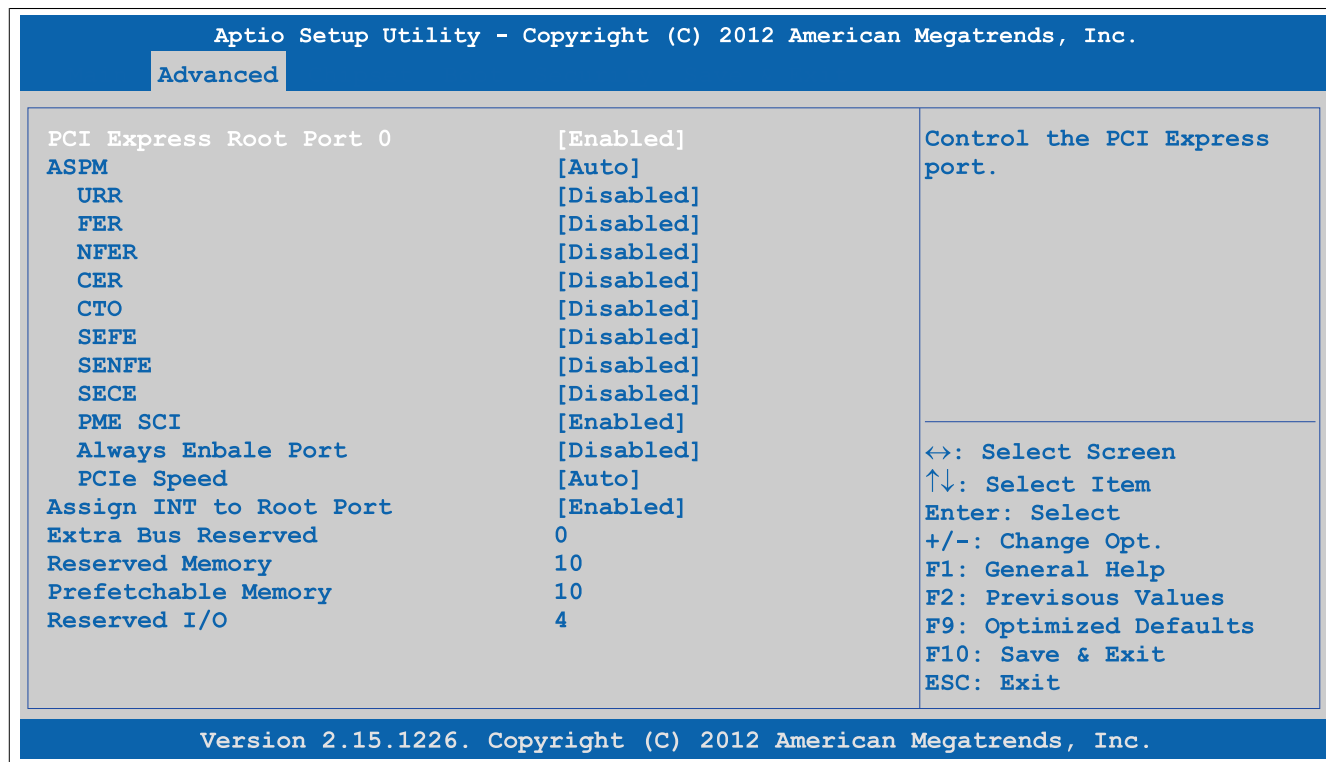 Aptio Setup Utility - Copyright (C) 2012 American Megatrends, Inc.
Advanced
PCI Express Root Port 0 [Enabled]
ASPM [Auto]
URR [Disabled]
FER [Disabled]
NFER [Disabled]
CER [Disabled]
CTO [Disabled]
SEFE [Disabled]
SENFE [Disabled]
SECE [Disabled]
PME SCI [Enabled]
Always Enbale Port [Disabled]
PCIe Speed [Auto]
Assign INT to Root Port [Enabled]
Extra Bus Reserved 0
Reserved Memory 10
Prefetchable Memory 10
Reserved I/O 4
Control the PCI Express
port.
↔: Select Screen
↑↓: Select Item
Enter: Select
+/-: Change Opt.
F1: General Help
F2: Previsous Values
F9: Optimized Defaults
F10: Save & Exit
ESC: Exit
Version 2.15.1226. Copyright (C) 2012 American Megatrends, Inc.